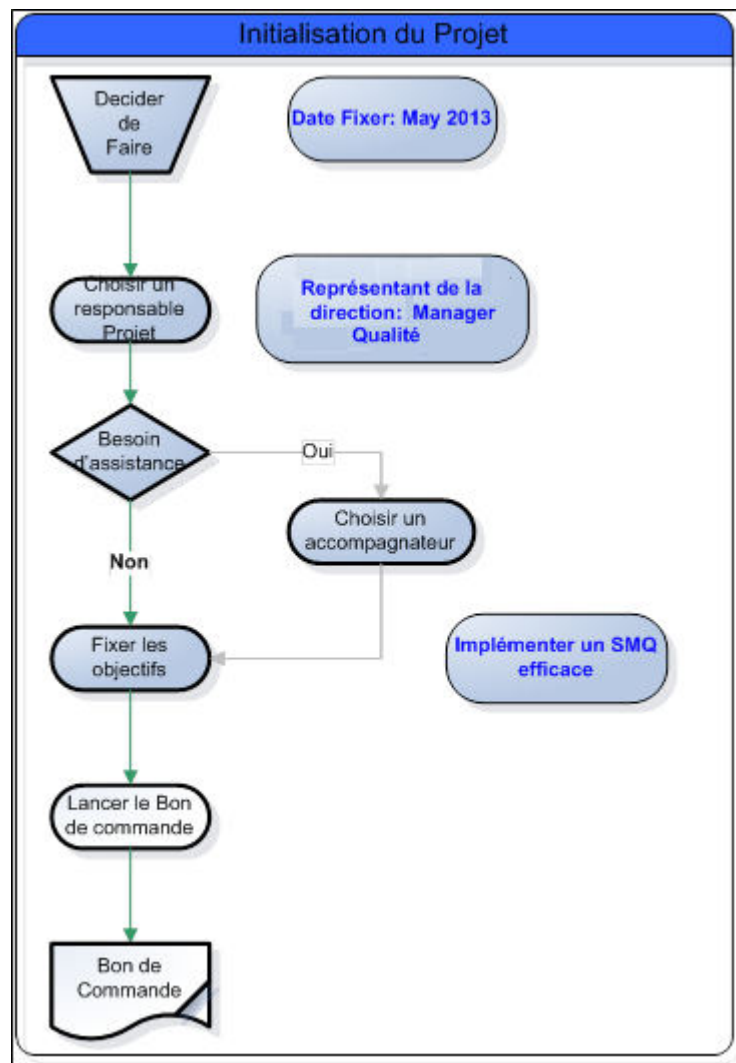 Initialisation du Projet
Decider
de
Faire
Date Fixer: May 2013
Choisir un
responsable
Projet
Représentant de la
direction: Manager
Qualité
Besoin
d'assistance
Oui
Choisir un
accompagnateur
Non
Fixer les
objectifs
Implémenter un SMQ
efficace
Lancer le Bon
de commande
Bon de
Commande